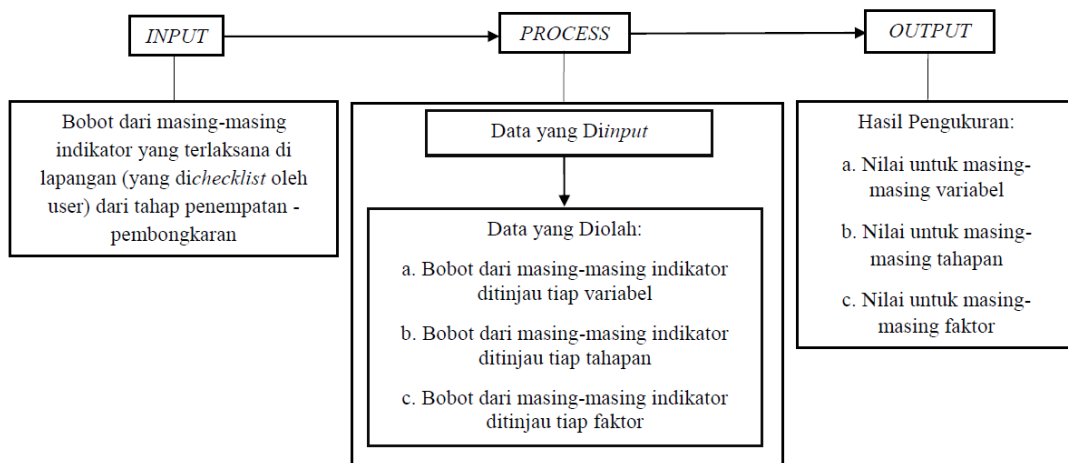 INPUT
PROCESS
OUTPUT
Bobot dari masing-masing
indikator yang terlaksana di
lapangan (yang dichecklist oleh
user) dari tahap penempatan -
pembongkaran
Data yang Diinput
Data yang Diolah:
a. Bobot dari masing-masing indikator
ditinjau tiap variabel
b. Bobot dari masing-masing indikator
ditinjau tiap tahapan
c. Bobot dari masing-masing indikator
ditinjau tiap faktor
Hasil Pengukuran:
a. Nilai untuk masing-
masing variabel
b. Nilai untuk masing-
masing tahapan
c. Nilai untuk masing-
masing faktor